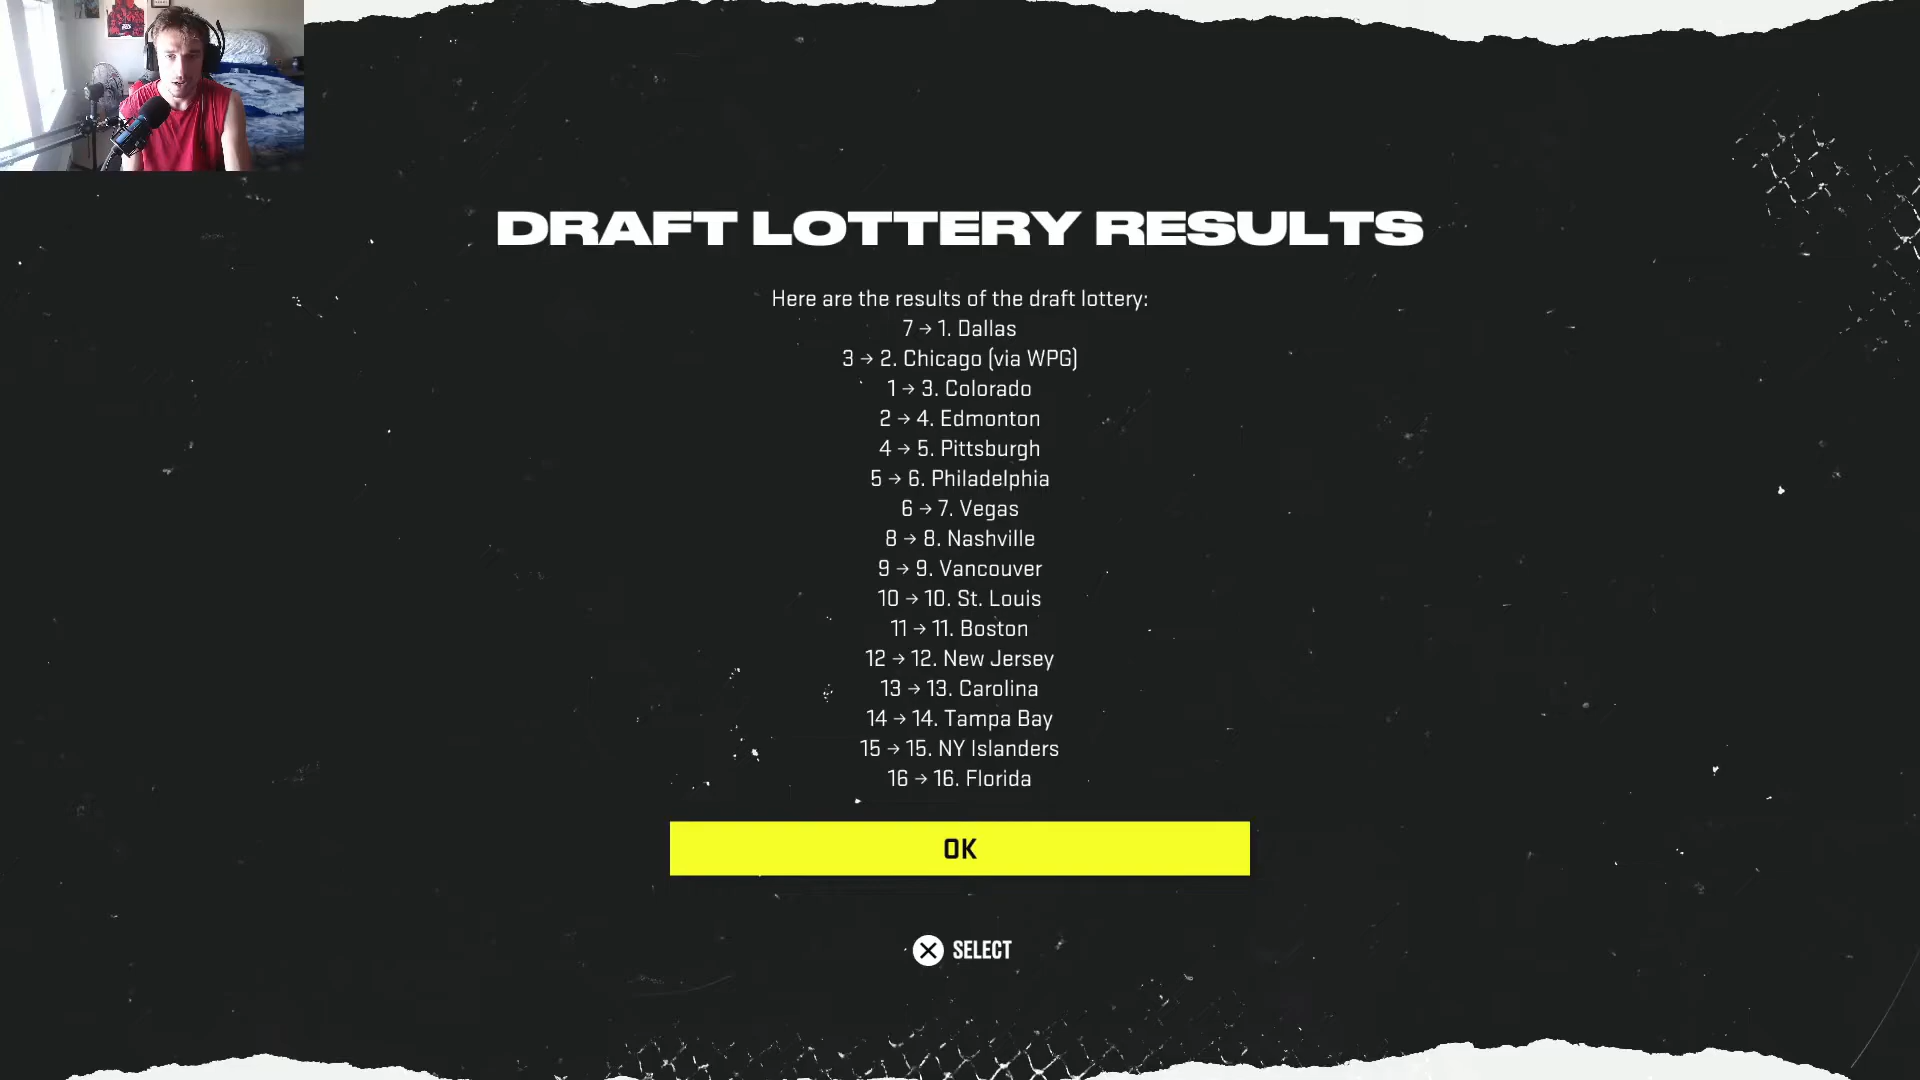 DRAFT LOTTERY RESULTS
Here are the results of the draft lottery:
7 → 1. Dallas
3 → 2. Chicago (via WPG)
1 → 3. Colorado
2 → 4. Edmonton
4 → 5. Pittsburgh
5 → 6. Philadelphia
6 → 7. Vegas
8 → 8. Nashville
9 → 9. Vancouver
10 → 10. St. Louis
11 → 11. Boston
12 → 12. New Jersey
13 → 13. Carolina
14 → 14. Tampa Bay
15 → 15. NY Islanders
16 → 16. Florida
OK
SELECT